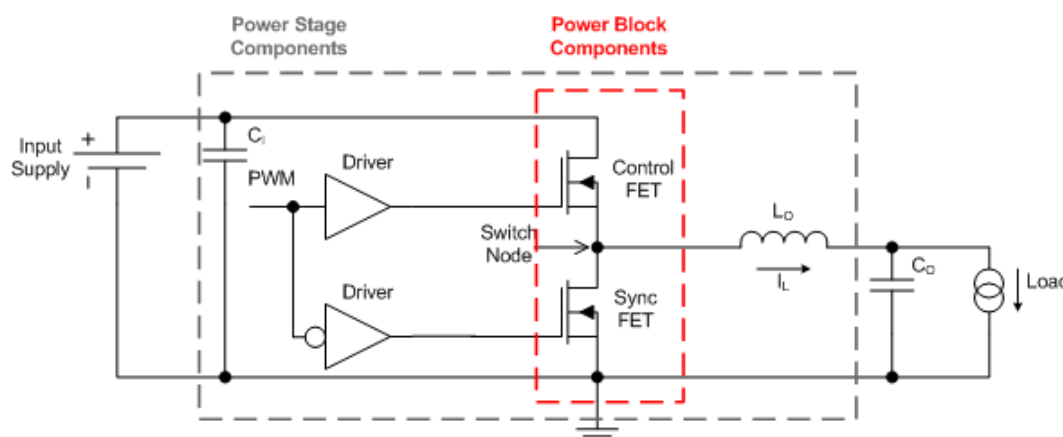 Power Stage
Components
Power Block
Components
Input
Supply
+
CI
PWM
Driver
Control
FET
Switch
Node
LO
IL
CO
Load
Driver
Sync
FET